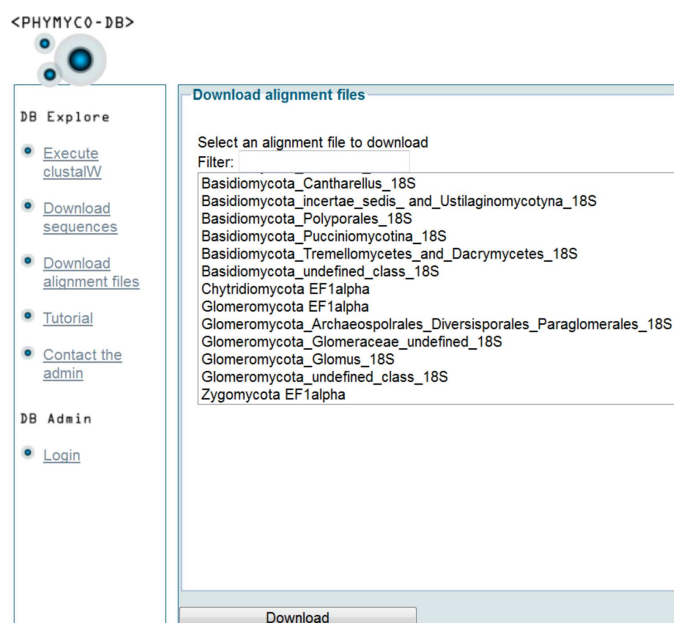 <PHYMYCO-DB>
DB Explore
Execute
clustalW
Download
sequences
Download
alignment files
Tutorial
Contact the
admin
DB Admin
Login
Download alignment files
Select an alignment file to download
Filter:
Basidiomycota_Cantharellus_18S
Basidiomycota_incertae_sedis_ and_Ustilaginomycotyna_18S
Basidiomycota_Polyporales_18S
Basidiomycota_Pucciniomycotina_18S
Basidiomycota_Tremellomycetes_and_Dacrymycetes_18S
Basidiomycota_undefined_class_18S
Chytridiomycota EF1alpha
Glomeromycota EF1alpha
Glomeromycota_Archaeospolrales_Diversisporales_Paraglomerales_18S
Glomeromycota_Glomeraceae_undefined_18S
Glomeromycota_Glomus_18S
Glomeromycota_undefined_class_18S
Zygomycota EF1alpha
Download